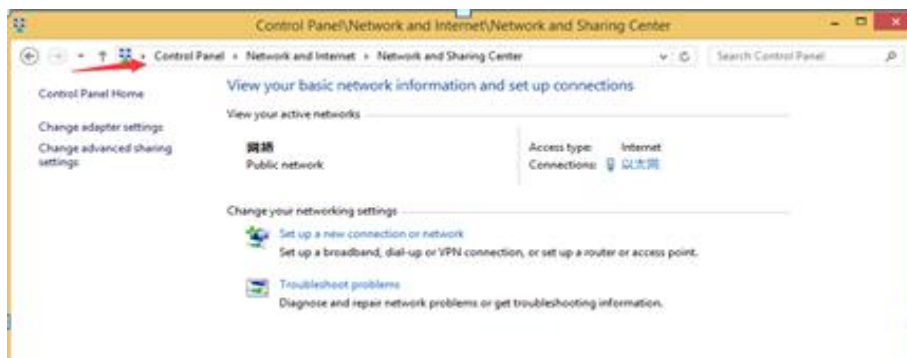 Control Panel\Network and Internet\Network and Sharing Center
Control Panel Network and Internet Network and Sharing Center Search Control Panel
Control Panel Home
Change adapter settings
Change advanced sharing
settings
View your basic network information and set up connections
View your active networks
网络
Public network
Access type: Internet
Connections: 以太网
Change your networking settings
Set up a new connection or network
Set up a broadband, dial-up or VPN connection, or set up a router or access point.
Troubleshoot problems
Diagnose and repair network problems or get troubleshooting information.